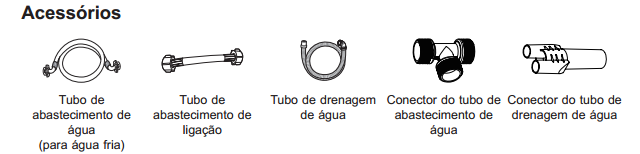 Acessórios
Tubo de
abastecimento de
água
(para água fria)
Tubo de
abastecimento de
ligação
Tubo de drenagem
de água
Conector do tubo de
abastecimento de
água
Conector do tubo de
drenagem de água